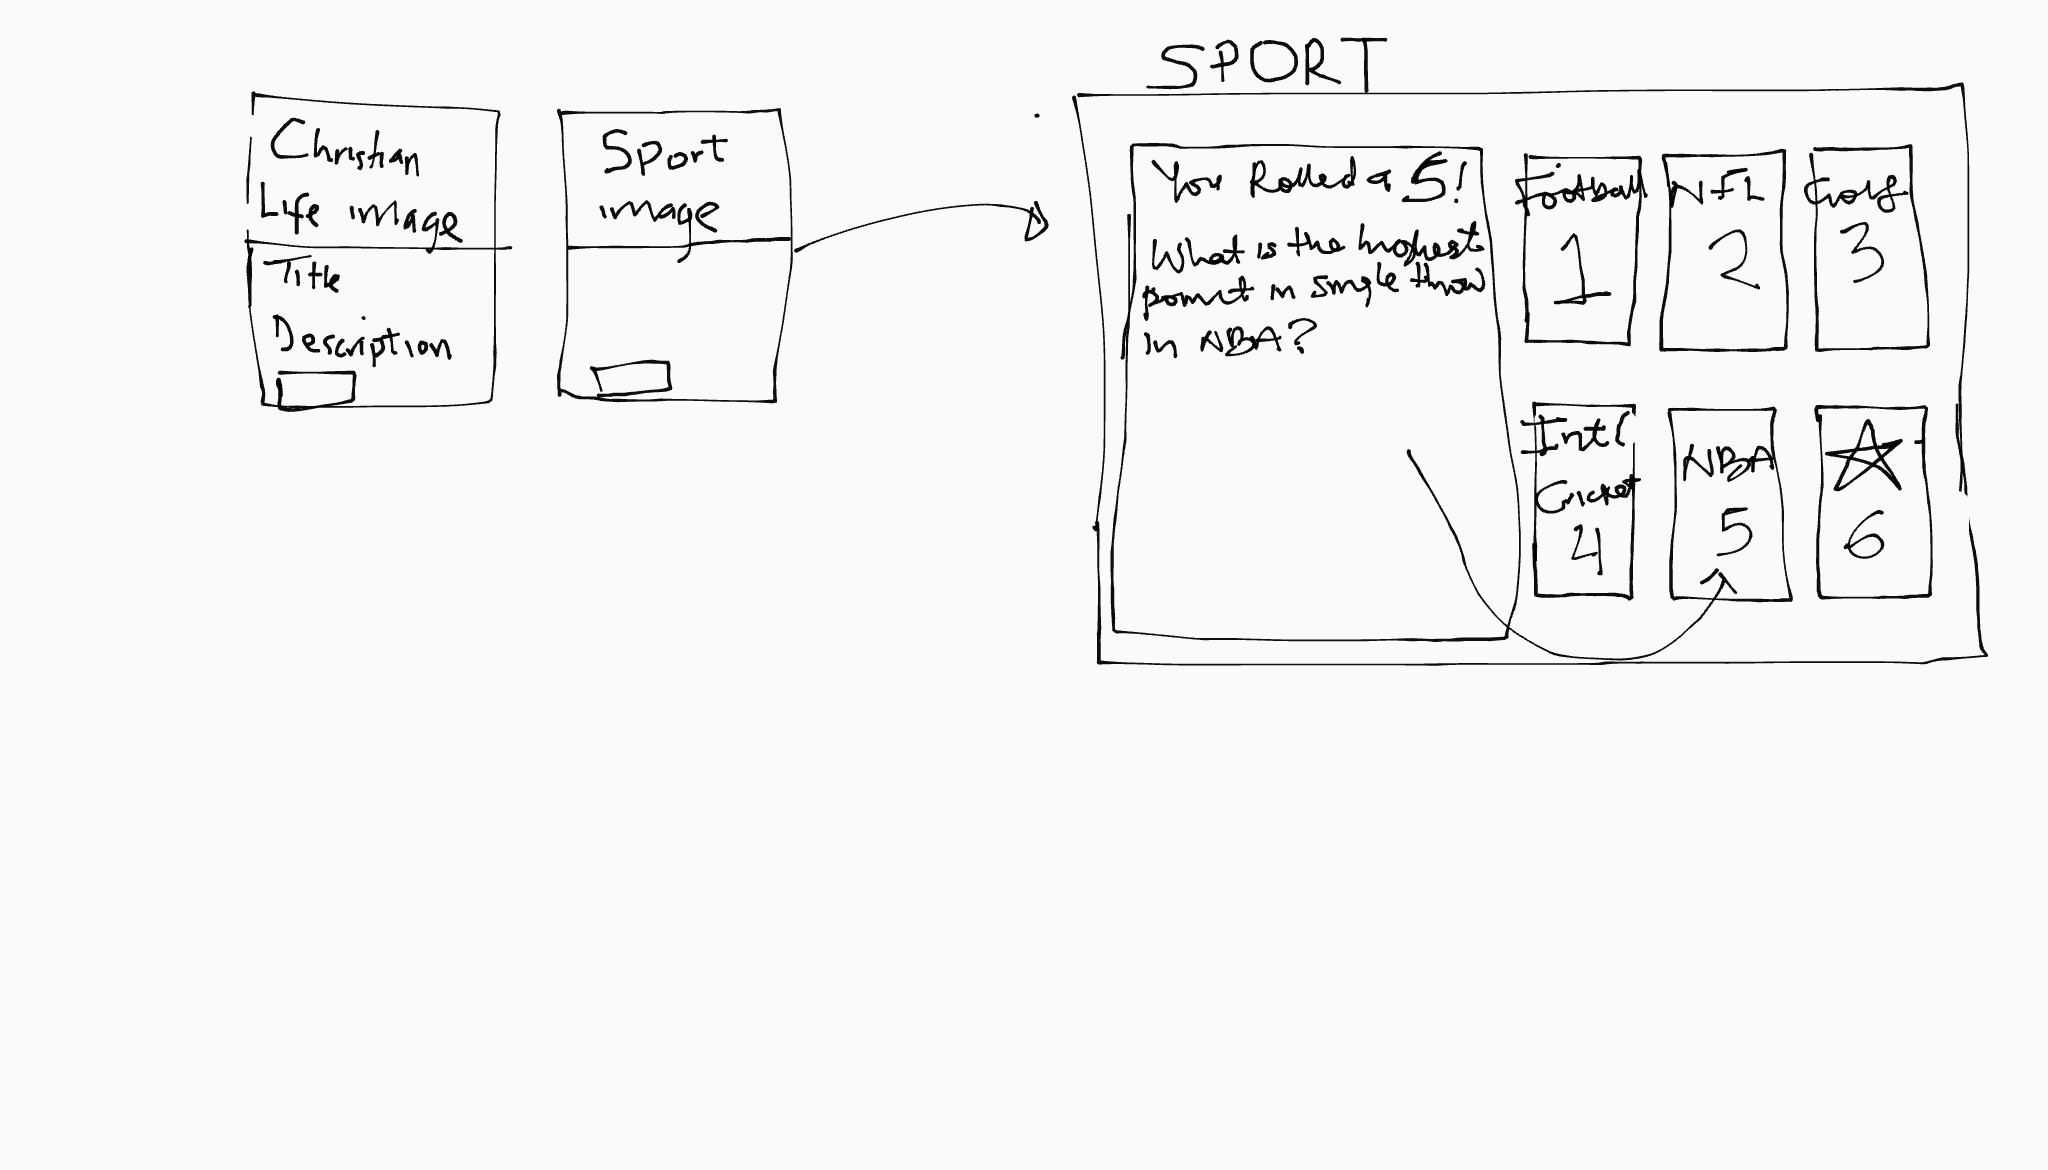 SPORT
Christian
Life image
Title
Description
Sport
image
You Rolled a 5!
What is the highest
point in single throw
in NBA?
Football
1
NFL
2
Golf
3
Intl
Cricket
4
NBA
5
6